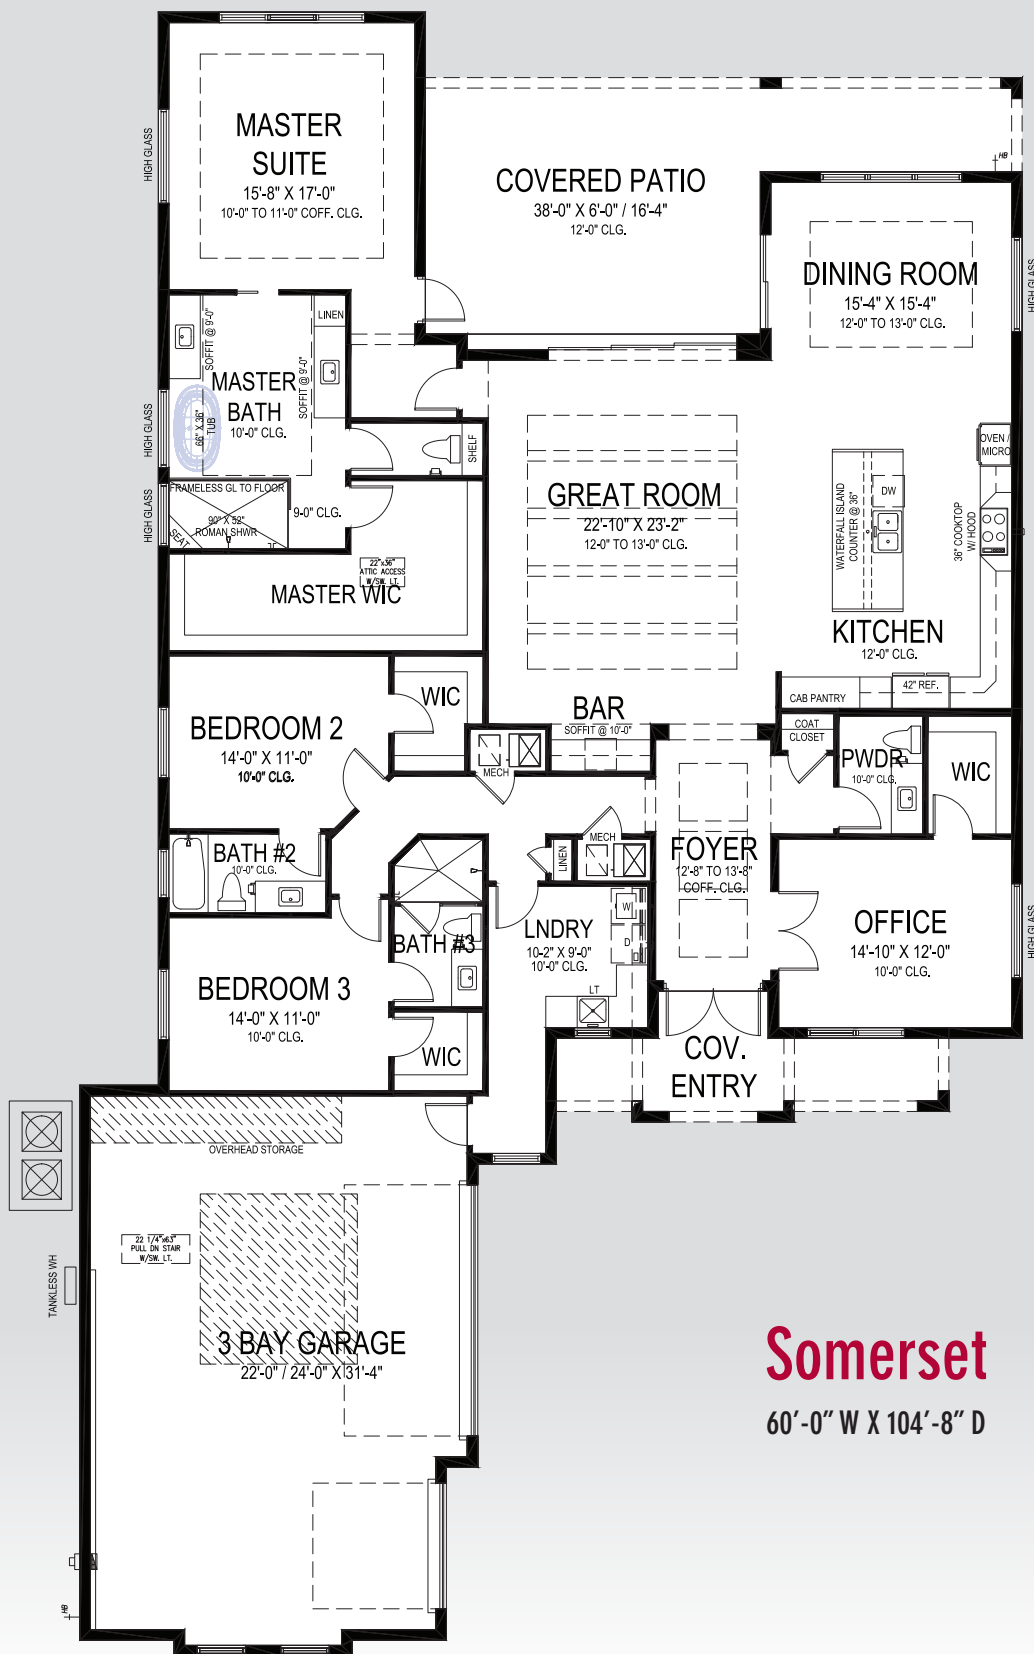 MASTER
SUITE
15'-8" X 17'-0"
10'-0" TO 11'-0" COFF. CLG.
HIGH GLASS
COVERED PATIO
38'-0" X 6'-0" / 16'-4"
12'-0" CLG.
HB
DINING ROOM
15'-4" X 15'-4"
12'-0" TO 13'-0" CLG.
HIGH GLASS
LINEN
SOFFIT @ 9'-0"
SOFFIT @ 9'-0"
MASTER
BATH
10'-0" CLG.
66" X 36"
TUB
HIGH GLASS
SHELF
FRAMELESS GL TO FLOOR
9-0" CLG.
90" X 52"
ROMAN SHWR
SEAT
HIGH GLASS
22"x36"
ATTIC ACCESS
W/SW. LT.
MASTER WIC
GREAT ROOM
22'-10" X 23'-2"
12-0" TO 13'-0" CLG.
OVEN /
MICRO
DW
WATERFALL ISLAND
COUNTER @ 36"
36" COOKTOP
W/ HOOD
KITCHEN
12'-0" CLG.
CAB PANTRY
42" REF.
BEDROOM 2
14'-0" X 11'-0"
10'-0" CLG.
WIC
BAR
SOFFIT @ 10'-0"
MECH
COAT
CLOSET
PWDR
10'-0" CLG.
WIC
BATH #2
10'-0" CLG.
MECH
LINEN
FOYER
12'-8" TO 13'-8"
COFF. CLG.
LNDRY
10-2" X 9'-0"
10'-0" CLG.
W
D
LT
OFFICE
14'-10" X 12'-0"
10'-0" CLG.
HIGH GLASS
BATH #3
BEDROOM 3
14'-0" X 11'-0"
10'-0" CLG.
WIC
COV.
ENTRY
OVERHEAD STORAGE
22 1/4"x63"
PULL DN STAIR
W/SW. LT.
TANKLESS WH
3 BAY GARAGE
22'-0" / 24'-0" X 31'-4"
HB
Somerset
60'-0" W X 104'-8" D